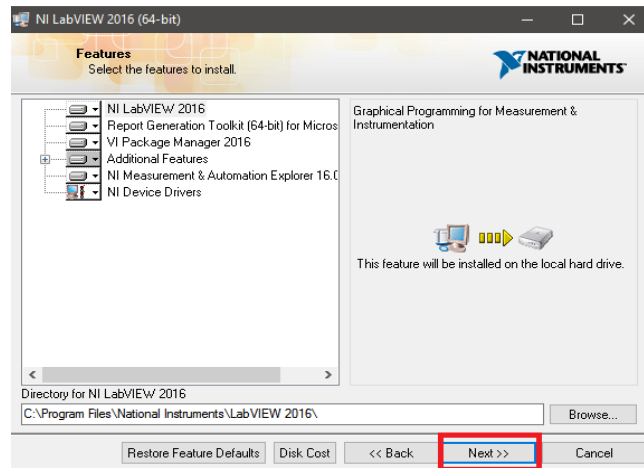 NI LabVIEW 2016 (64-bit)
Features
Select the features to install.
NATIONAL
INSTRUMENTS
NI LabVIEW 2016
Report Generation Toolkit (64-bit) for Micros
VI Package Manager 2016
Additional Features
NI Measurement & Automation Explorer 16.0
NI Device Drivers
Graphical Programming for Measurement &
Instrumentation
This feature will be installed on the local hard drive.
Directory for NI LabVIEW 2016
C:\Program Files\National Instruments\LabVIEW 2016\
Browse...
Restore Feature Defaults
Disk Cost
<< Back
Next >>
Cancel